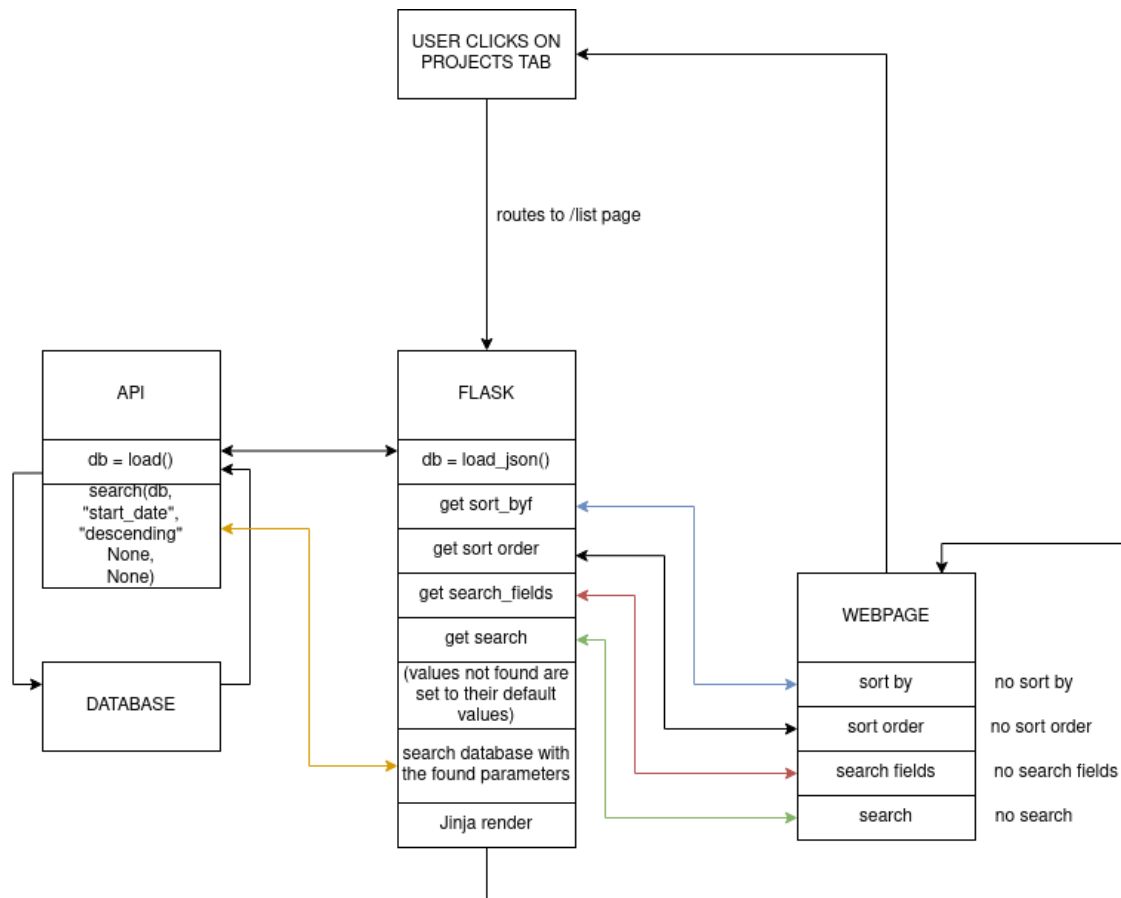 USER CLICKS ON
PROJECTS TAB
routes to /list page
API
db = load()
search(db,
"start_date",
"descending"
None,
None)
DATABASE
FLASK
db = load_json()
get sort_byf
get sort order
get search_fields
get search
(values not found are
set to their default
values)
search database with
the found parameters
Jinja render
WEBPAGE
sort by
no sort by
sort order
no sort order
search fields
no search fields
search
no search